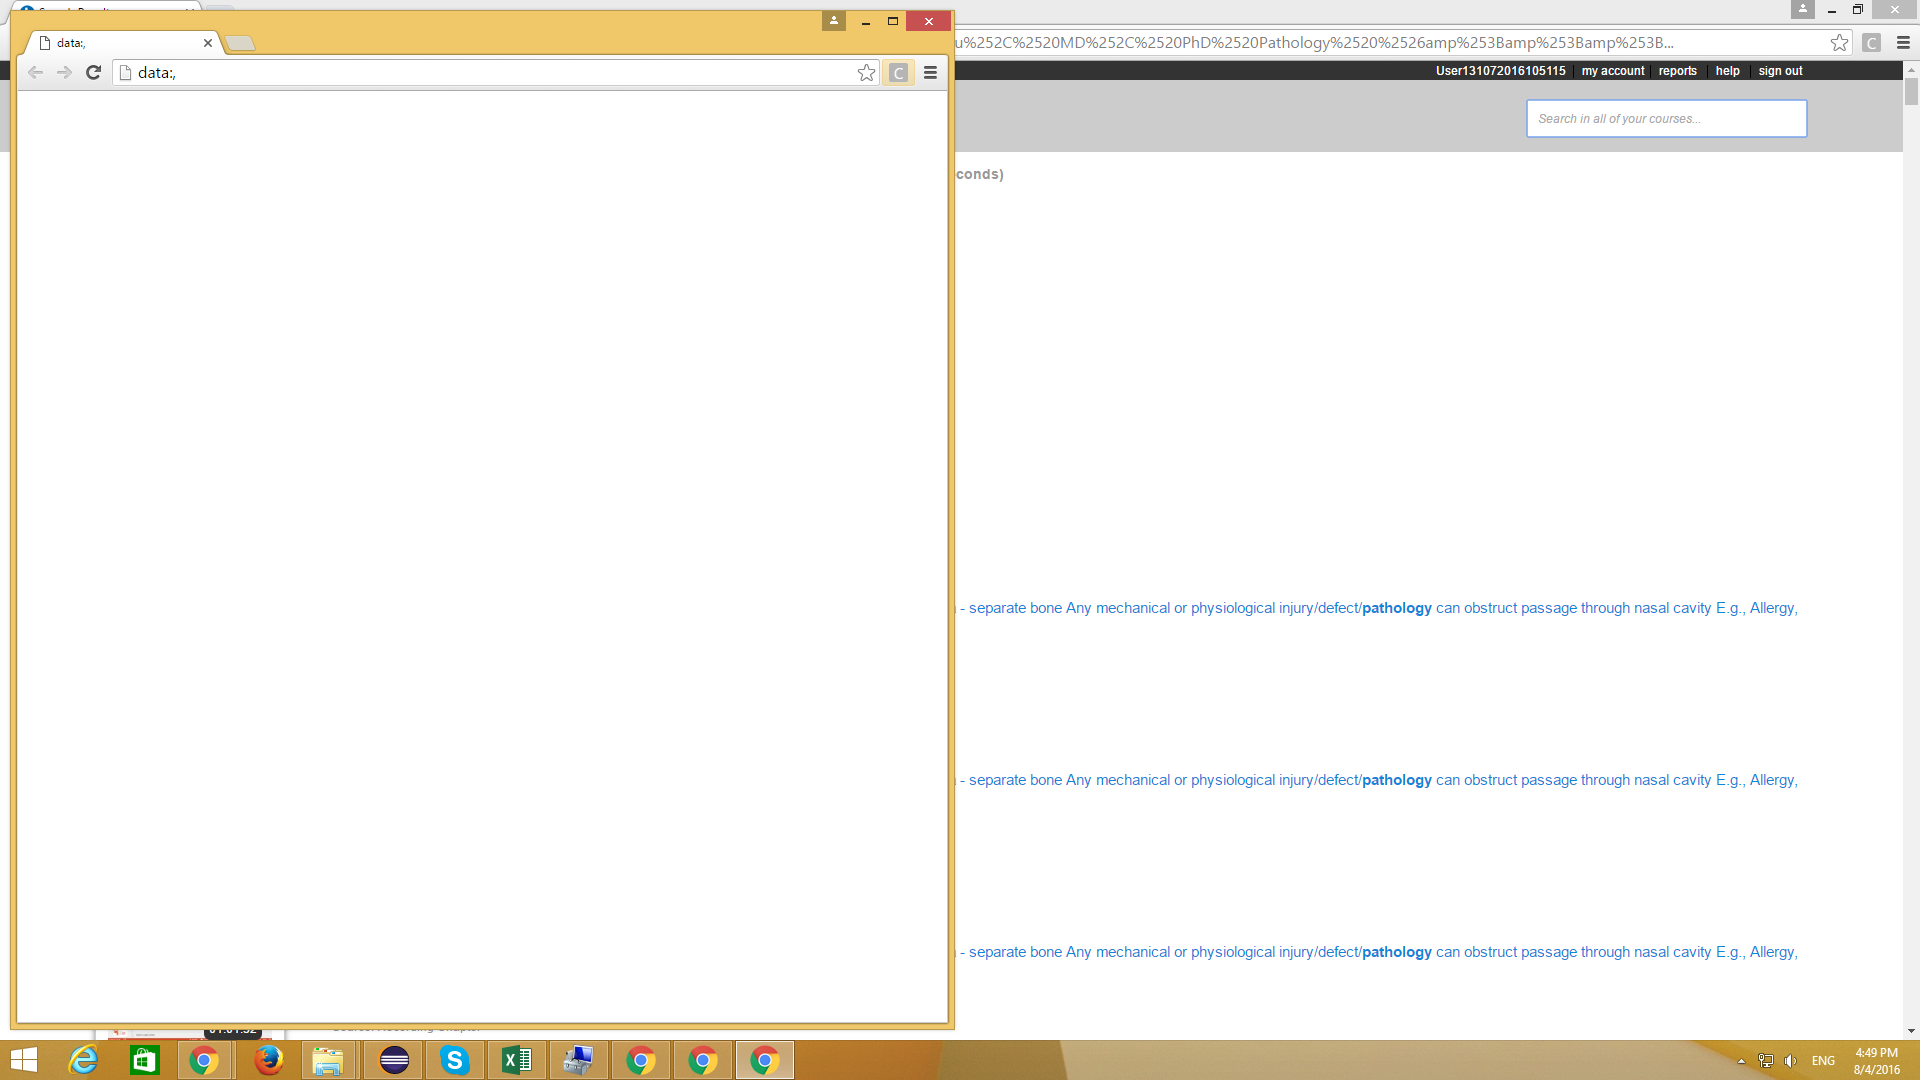 data:,
data:,
u%252C%2520MD%252C%2520PhD%2520Pathology%2520%2526amp%253Bamp%253Bamp%253B...
C
C
User131072016105115 my account reports help sign out
Search in all of your courses...
conds)
- separate bone Any mechanical or physiological injury/defect/pathology can obstruct passage through nasal cavity E.g., Allergy,
- separate bone Any mechanical or physiological injury/defect/pathology can obstruct passage through nasal cavity E.g., Allergy,
- separate bone Any mechanical or physiological injury/defect/pathology can obstruct passage through nasal cavity E.g., Allergy,
ENG
4:49 PM
8/4/2016